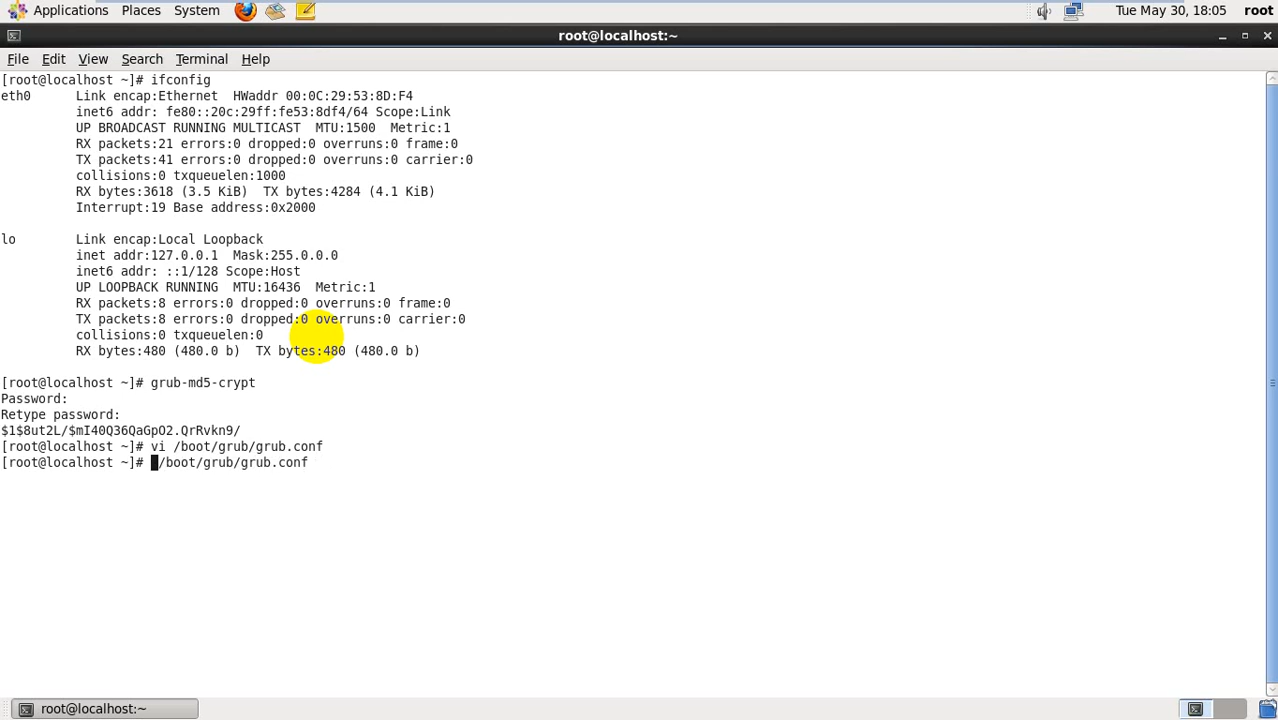 Applications Places System Tue May 30, 18:05 root
root@localhost:~
File Edit View Search Terminal Help
[root@localhost ~]# ifconfig
eth0 Link encap:Ethernet HWaddr 00:0C:29:53:8D:F4
inet6 addr: fe80::20c:29ff:fe53:8df4/64 Scope:Link
UP BROADCAST RUNNING MULTICAST MTU:1500 Metric:1
RX packets:21 errors:0 dropped:0 overruns:0 frame:0
TX packets:41 errors:0 dropped:0 overruns:0 carrier:0
collisions:0 txqueuelen:1000
RX bytes:3618 (3.5 KiB) TX bytes:4284 (4.1 KiB)
Interrupt:19 Base address:0x2000
lo Link encap:Local Loopback
inet addr:127.0.0.1 Mask:255.0.0.0
inet6 addr: ::1/128 Scope:Host
UP LOOPBACK RUNNING MTU:16436 Metric:1
RX packets:8 errors:0 dropped:0 overruns:0 frame:0
TX packets:8 errors:0 dropped:0 overruns:0 carrier:0
collisions:0 txqueuelen:0
RX bytes:480 (480.0 b) TX bytes:480 (480.0 b)
[root@localhost ~]# grub-md5-crypt
Password:
Retype password:
$1$8ut2L/$mI40Q36QaGpO2.QrRvkn9/
[root@localhost ~]# vi /boot/grub/grub.conf
[root@localhost ~]# /boot/grub/grub.conf
root@localhost:~